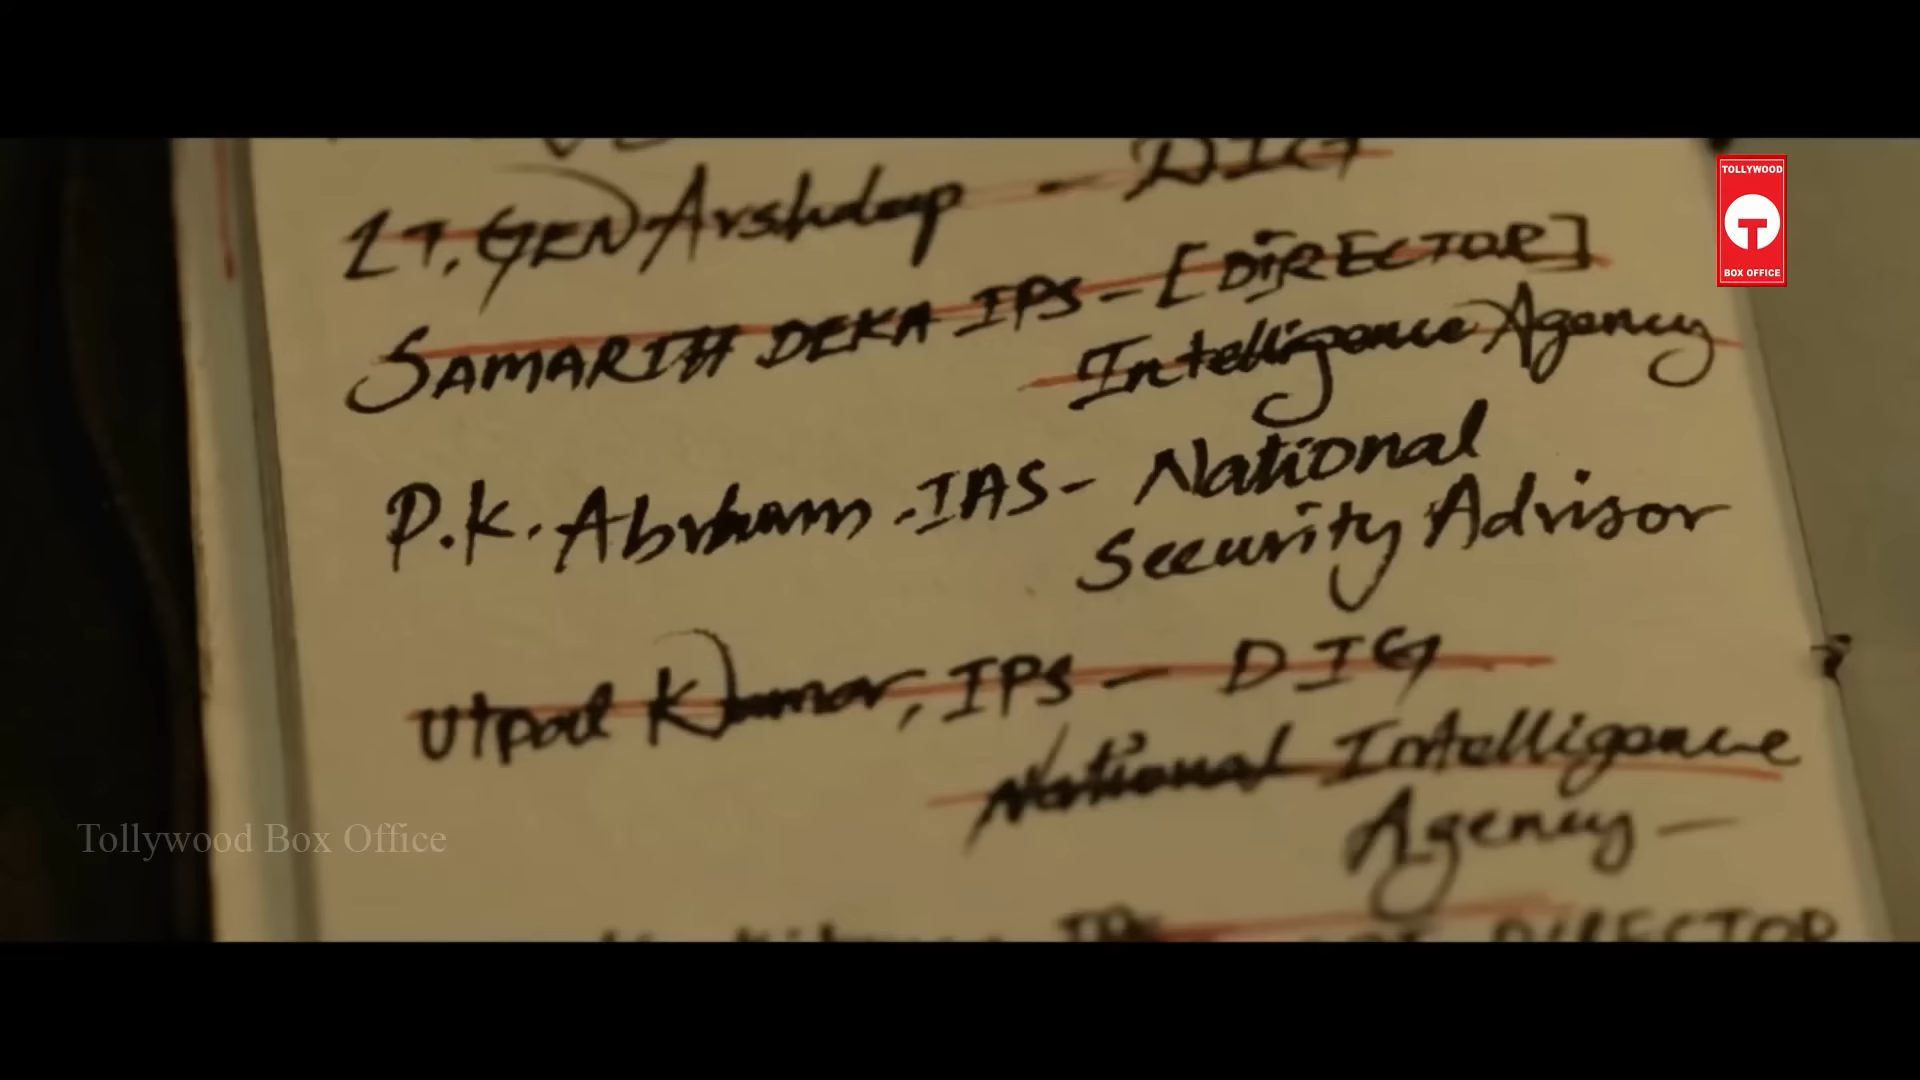 LT. GEN Arshdeep - DIG
SAMARTH DEKA IPS - [DIRECTOR]
Intelligence Agency
P.K. Abrham .IAS - National
Security Advisor
Utpal Kumar, IPS - DIG
National Intelligence
Agency -
DIRECTOR
TOLLYWOOD
T
BOX OFFICE
Tollywood Box Office